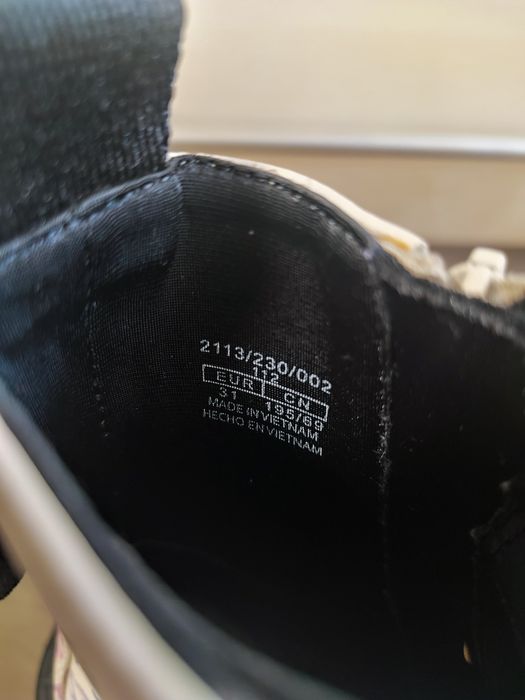 2113/230/002
112
EUR CN
31 195/69
MADE IN VIETNAM
HECHO EN VIETNAM